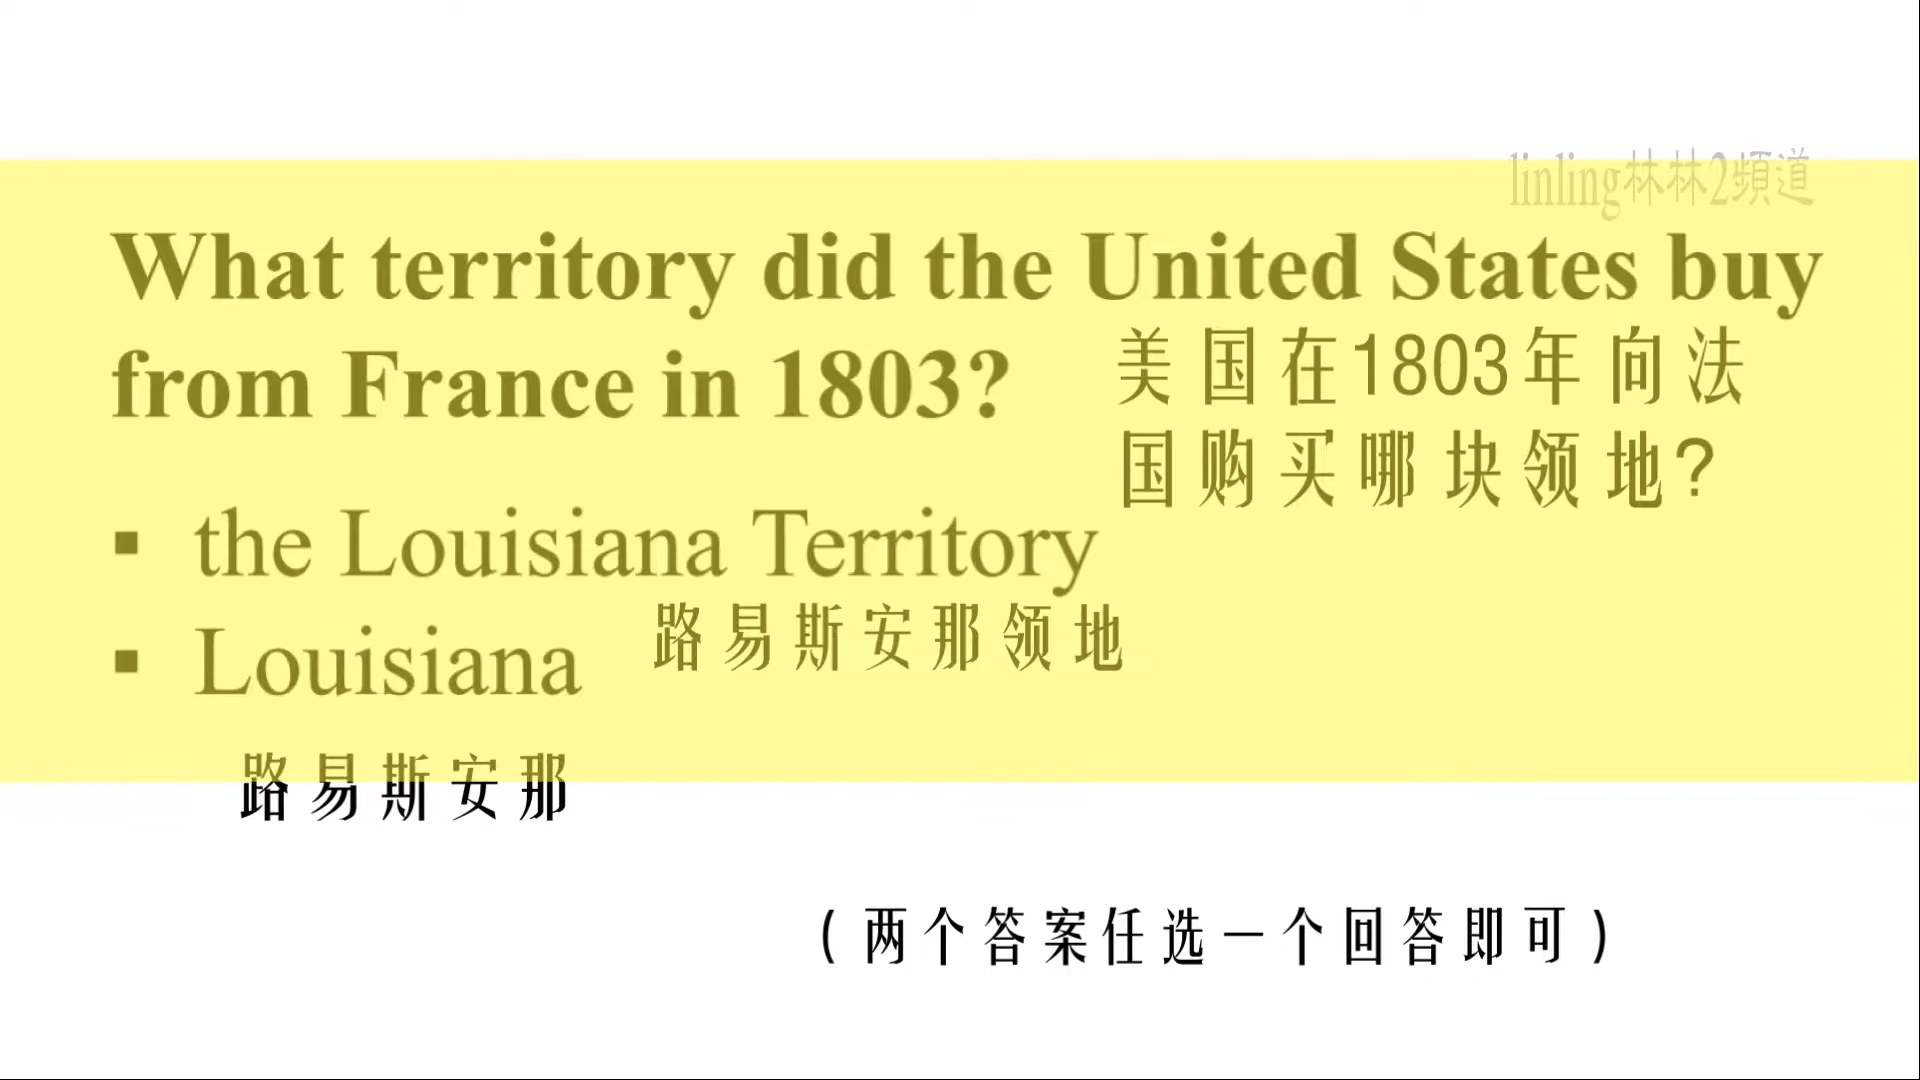 linling林林2頻道
What territory did the United States buy
from France in 1803?
美国在1803年向法
国购买哪块领地?
▪ the Louisiana Territory
路易斯安那领地
▪ Louisiana
路易斯安那
(两个答案任选一个回答即可)